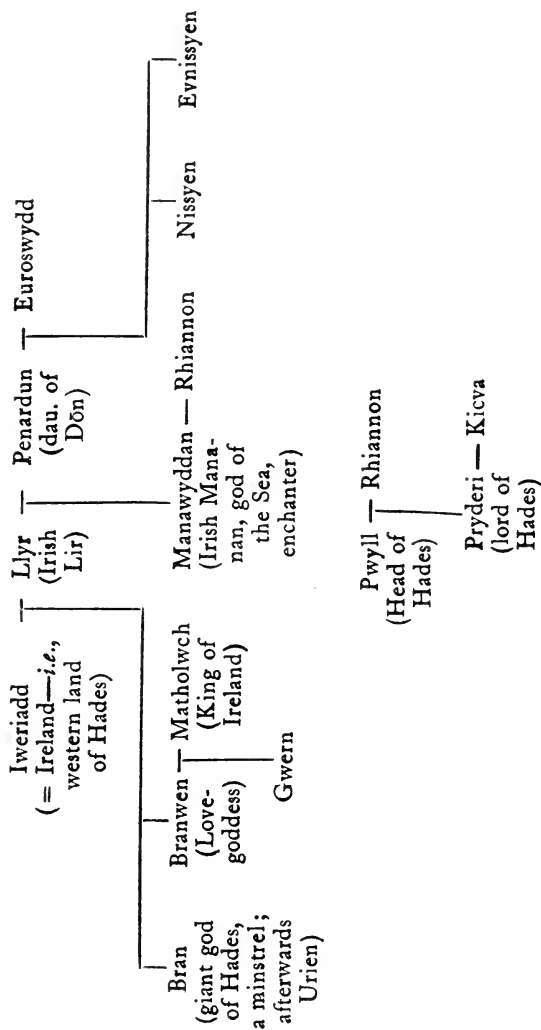 Iweriadd — Llyr — Penardun — Euroswydd
(= Ireland—i.e., (Irish (dau. of
western land Lir) Dōn)
of Hades)
Bran Branwen — Matholwch Manawyddan — Rhiannon Nissyen Evnissyen
(giant god (Love- (King of (Irish Mana-
of Hades, goddess) Ireland) nan, god of
a minstrel; the Sea,
afterwards enchanter)
Urien)
Gwern
Pwyll — Rhiannon
(Head of
Hades)
Pryderi — Kicva
(lord of
Hades)